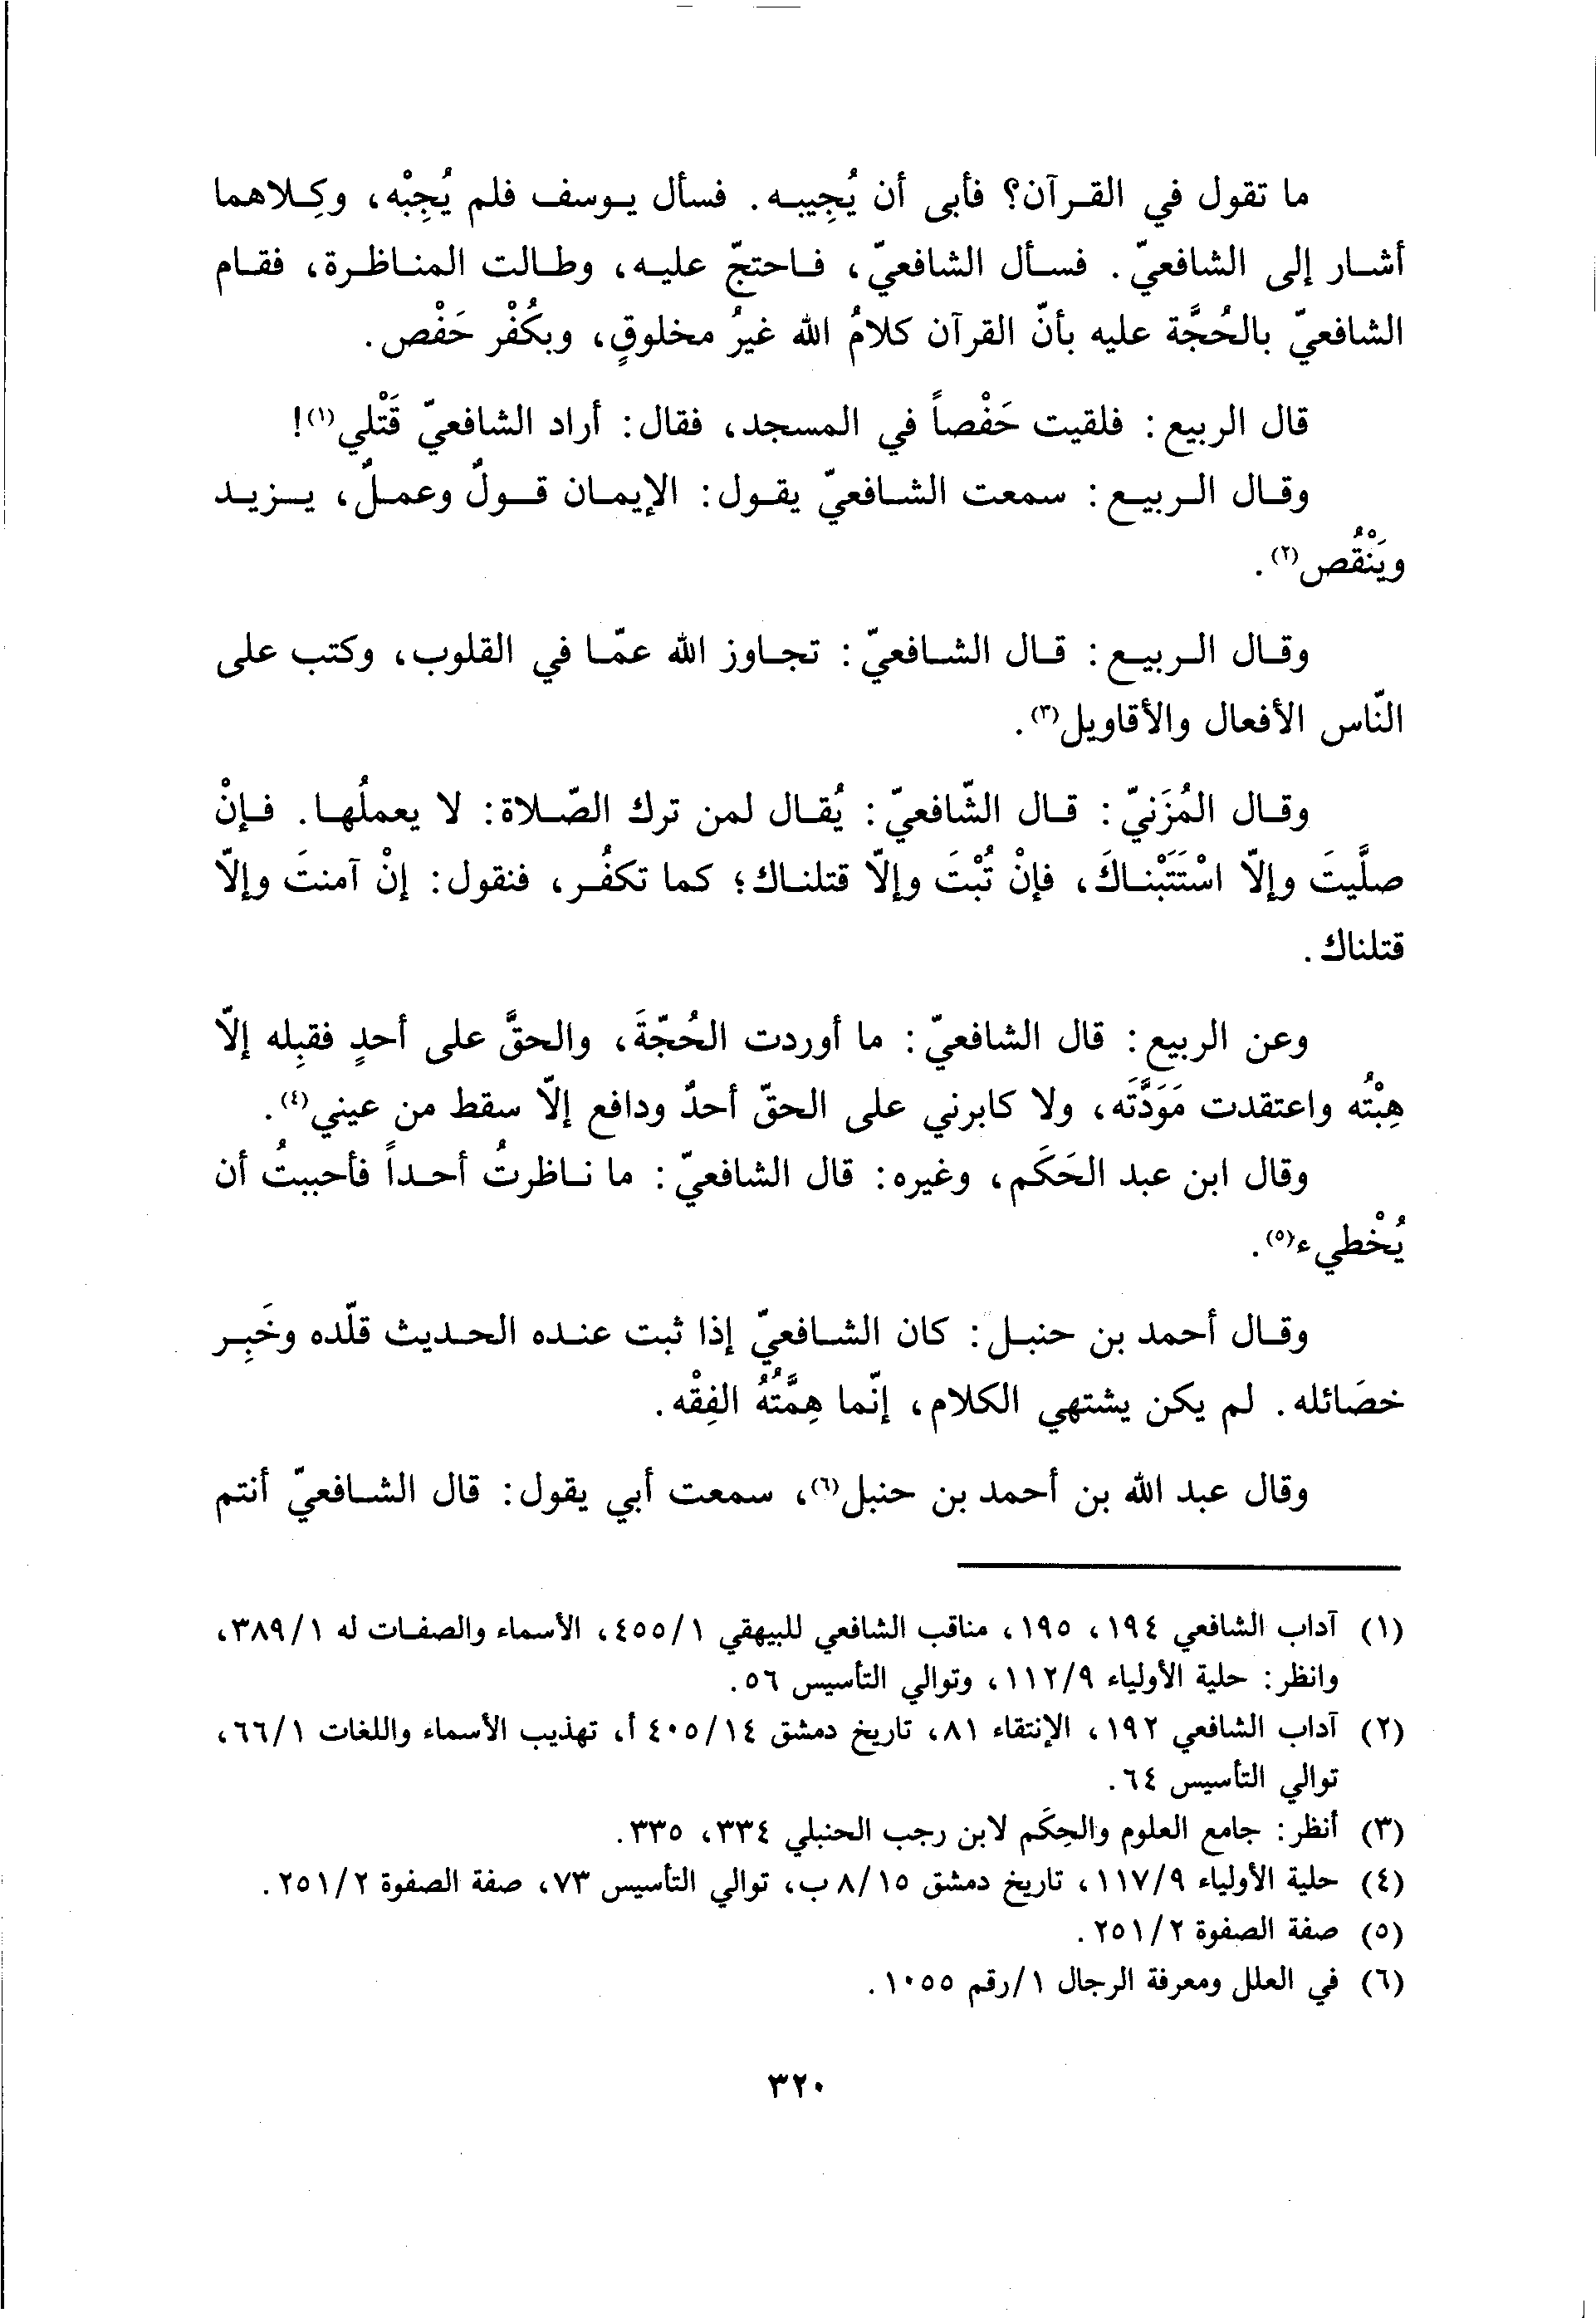 ما تقول في القرآن؟ فأبى أن يُجِيبه. فسأل يوسف فلم يُجِبْه، وكِلاهما
أشار إلى الشافعيّ. فسأل الشافعيّ، فاحتجّ عليه، وطالت المناظرة، فقام
الشافعيّ بالحُجَّة عليه بأنّ القرآن كلامُ الله غيرُ مخلوقٍ، وبكُفْر حَفْص.
قال الربيع: فلقيت حَفْصاً في المسجد، فقال: أراد الشافعيّ قَتْلي(١)!
وقال الربيع: سمعت الشافعيّ يقول: الإيمان قولٌ وعملٌ، يزيد
ويَنْقُص(٢).
وقال الربيع: قال الشافعيّ: تجاوز الله عمّا في القلوب، وكتب على
النّاس الأفعال والأقاويل(٣).
وقال المُزَنيّ: قال الشّافعيّ: يُقال لمن ترك الصّلاة: لا يعملُها. فإنْ
صلَّيتَ وإلّا اسْتَتَبْناكَ، فإنْ تُبْتَ وإلّا قتلناك؛ كما تكفُر، فنقول: إنْ آمنتَ وإلّا
قتلناك.
وعن الربيع: قال الشافعيّ: ما أوردت الحُجّةَ، والحقَّ على أحدٍ فقبِله إلّا
هِبْتُه واعتقدت مَوَدَّتَه، ولا كابرني على الحقّ أحدٌ ودافع إلّا سقط من عيني(٤).
وقال ابن عبد الحَكَم، وغيره: قال الشافعيّ: ما ناظرتُ أحداً فأحببتُ أن
يُخْطيء(٥).
وقال أحمد بن حنبل: كان الشافعيّ إذا ثبت عنده الحديث قلّده وخَبِر
خصَائله. لم يكن يشتهي الكلام، إنّما هِمَّتُهُ الفِقْه.
وقال عبد الله بن أحمد بن حنبل(٦)، سمعت أبي يقول: قال الشافعيّ أنتم
(١) آداب الشافعي ١٩٤، ١٩٥، مناقب الشافعي للبيهقي ٤٥٥/١، الأسماء والصفات له ٣٨٩/١،
وانظر: حلية الأولياء ١١٢/٩، وتوالي التأسيس ٥٦.
(٢) آداب الشافعي ١٩٢، الإنتقاء ٨١، تاريخ دمشق ٤٠٥/١٤ أ، تهذيب الأسماء واللغات ٦٦/١،
توالي التأسيس ٦٤.
(٣) أنظر: جامع العلوم والحِكَم لابن رجب الحنبلي ٣٣٤، ٣٣٥.
(٤) حلية الأولياء ١١٧/٩، تاريخ دمشق ٨/١٥ ب، توالي التأسيس ٧٣، صفة الصفوة ٢٥١/٢.
(٥) صفة الصفوة ٢٥١/٢.
(٦) في العلل ومعرفة الرجال ١/رقم ١٠٥٥.
٣٢٠